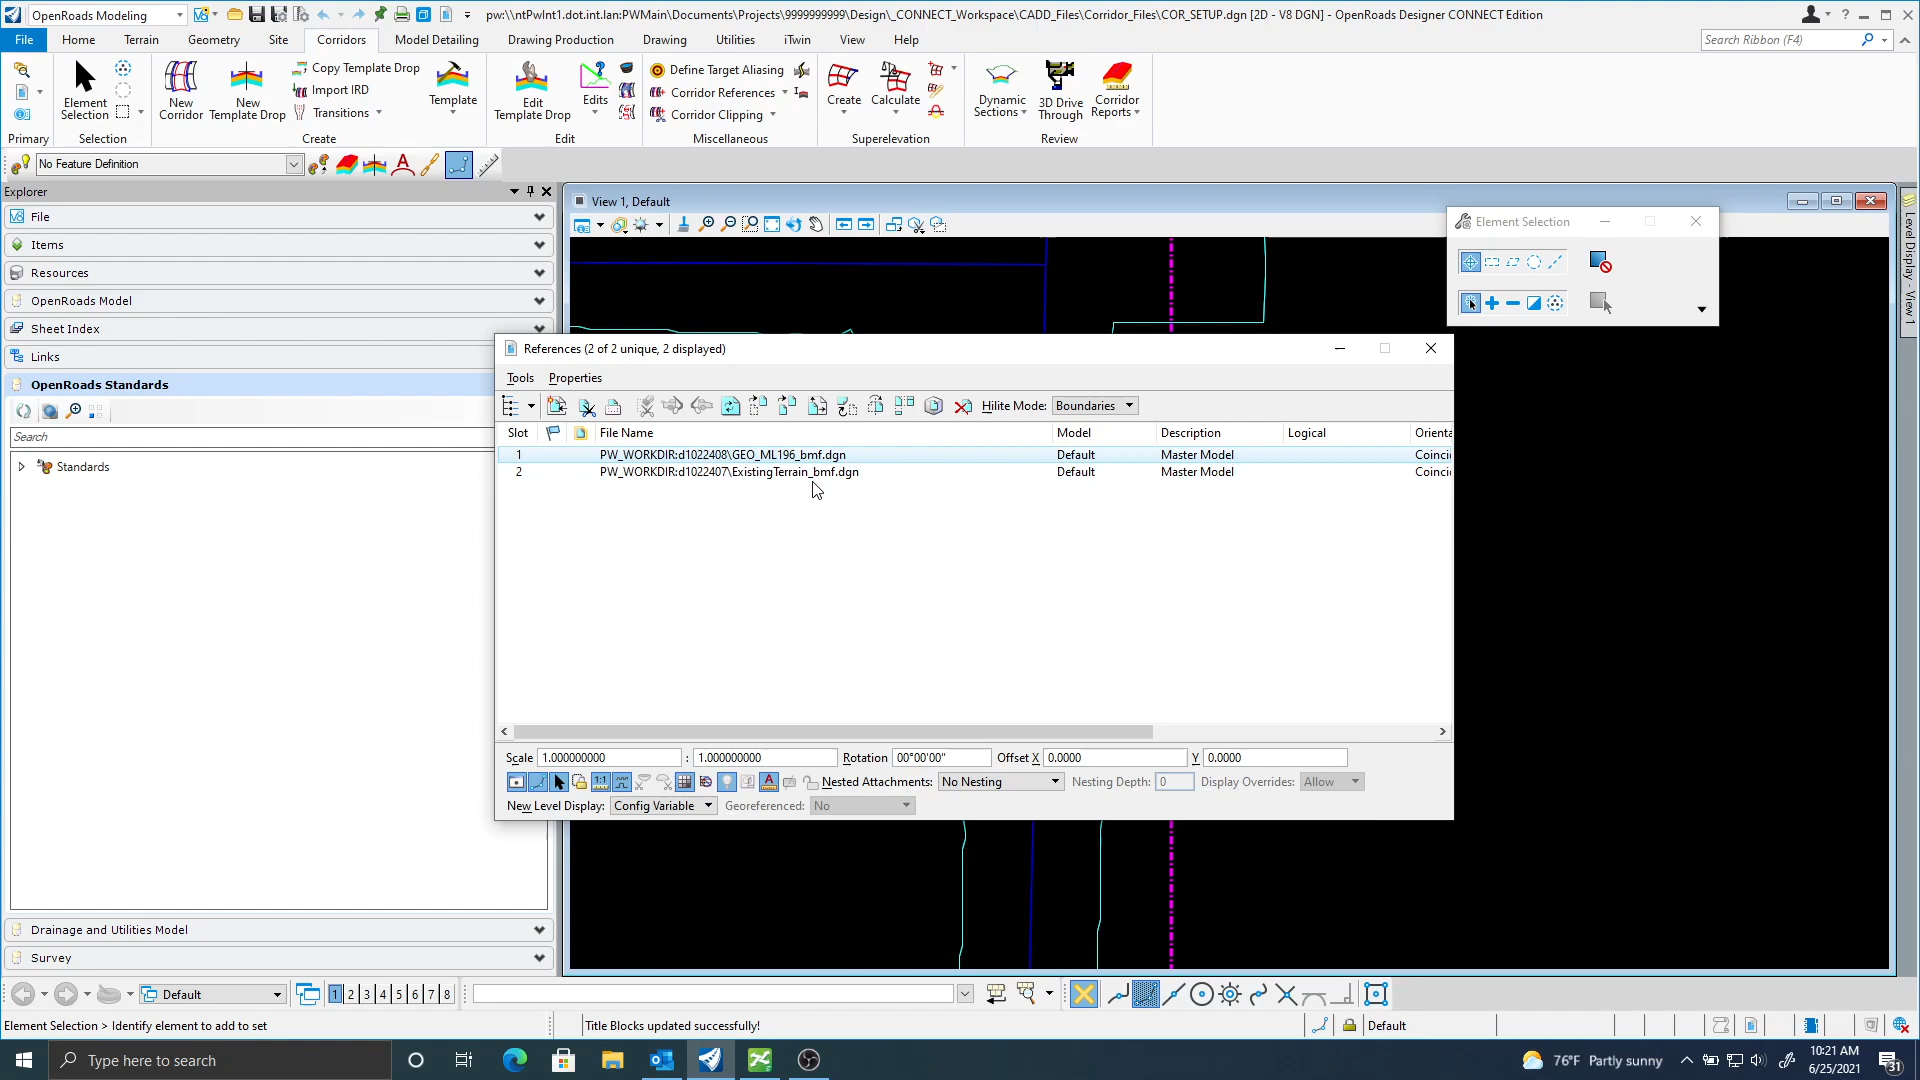 OpenRoads Modeling
pw:\\ntPwInt1.dot.int.lan:PWMain\Documents\Projects\9999999999\Design\_CONNECT_Workspace\CADD_Files\Corridor_Files\COR_SETUP.dgn [2D - V8 DGN] - OpenRoads Designer CONNECT Edition
File Home Terrain Geometry Site Corridors Model Detailing Drawing Production Drawing Utilities iTwin View Help
Search Ribbon (F4)
Element Selection
New Corridor
New Template Drop
Copy Template Drop
Import IRD
Transitions
Template
Edit Template Drop
Edits
Define Target Aliasing
Corridor References
Corridor Clipping
Create
Calculate
Dynamic Sections
3D Drive Through
Corridor Reports
Primary Selection Create Edit Miscellaneous Superelevation Review
No Feature Definition
Explorer
File
Items
Resources
OpenRoads Model
Sheet Index
Links
OpenRoads Standards
Search
Standards
Drainage and Utilities Model
Survey
View 1, Default
Element Selection
Level Display - View 1
References (2 of 2 unique, 2 displayed)
Tools Properties
Hilite Mode: Boundaries
Slot File Name Model Description Logical Orienta
1 PW_WORKDIR:d1022408\GEO_ML196_bmf.dgn Default Master Model Coinci
2 PW_WORKDIR:d1022407\ExistingTerrain_bmf.dgn Default Master Model Coinci
Scale 1.000000000 : 1.000000000 Rotation 00°00'00" Offset X 0.0000 Y 0.0000
Nested Attachments: No Nesting Nesting Depth: 0 Display Overrides: Allow
New Level Display: Config Variable Georeferenced: No
Default 1 2 3 4 5 6 7 8
Element Selection > Identify element to add to set
Title Blocks updated successfully!
Default
Type here to search
76°F Partly sunny
10:21 AM
6/25/2021
31